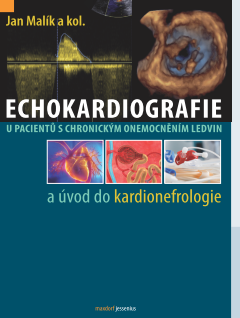 Jan Malík a kol.
ECHOKARDIOGRAFIE
U PACIENTŮ S CHRONICKÝM ONEMOCNĚNÍM LEDVIN
a úvod do kardionefrologie
maxdorf jessenius